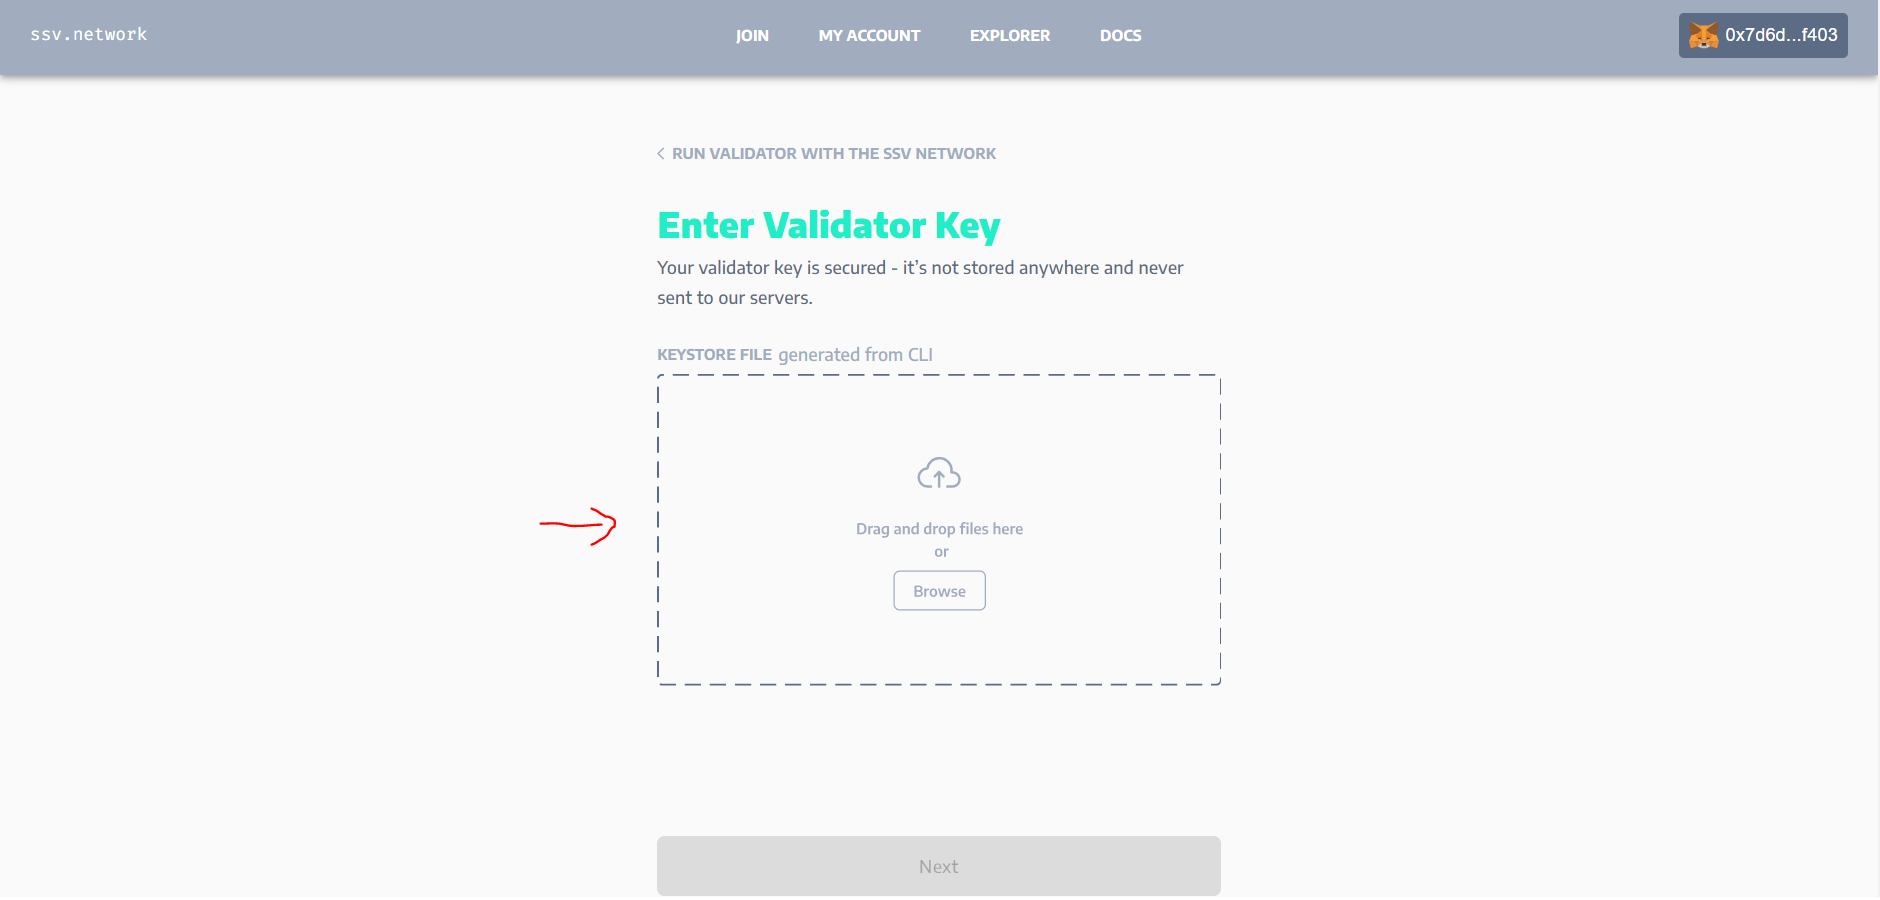 ssv.network
JOIN
MY ACCOUNT
EXPLORER
DOCS
0x7d6d...f403
RUN VALIDATOR WITH THE SSV NETWORK
Enter Validator Key
Your validator key is secured - it’s not stored anywhere and never
sent to our servers.
KEYSTORE FILE generated from CLI
Drag and drop files here
or
Browse
Next